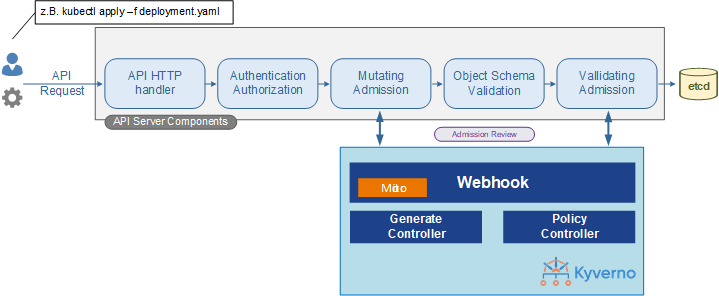 z.B. kubectl apply –f deployment.yaml
API
Request
API HTTP
handler
Authentication
Authorization
Mutating
Admission
Object Schema
Validation
Vallidating
Admission
etcd
API Server Components
Admission Review
Webhook
Generate
Controller
Policy
Controller
Kyverno